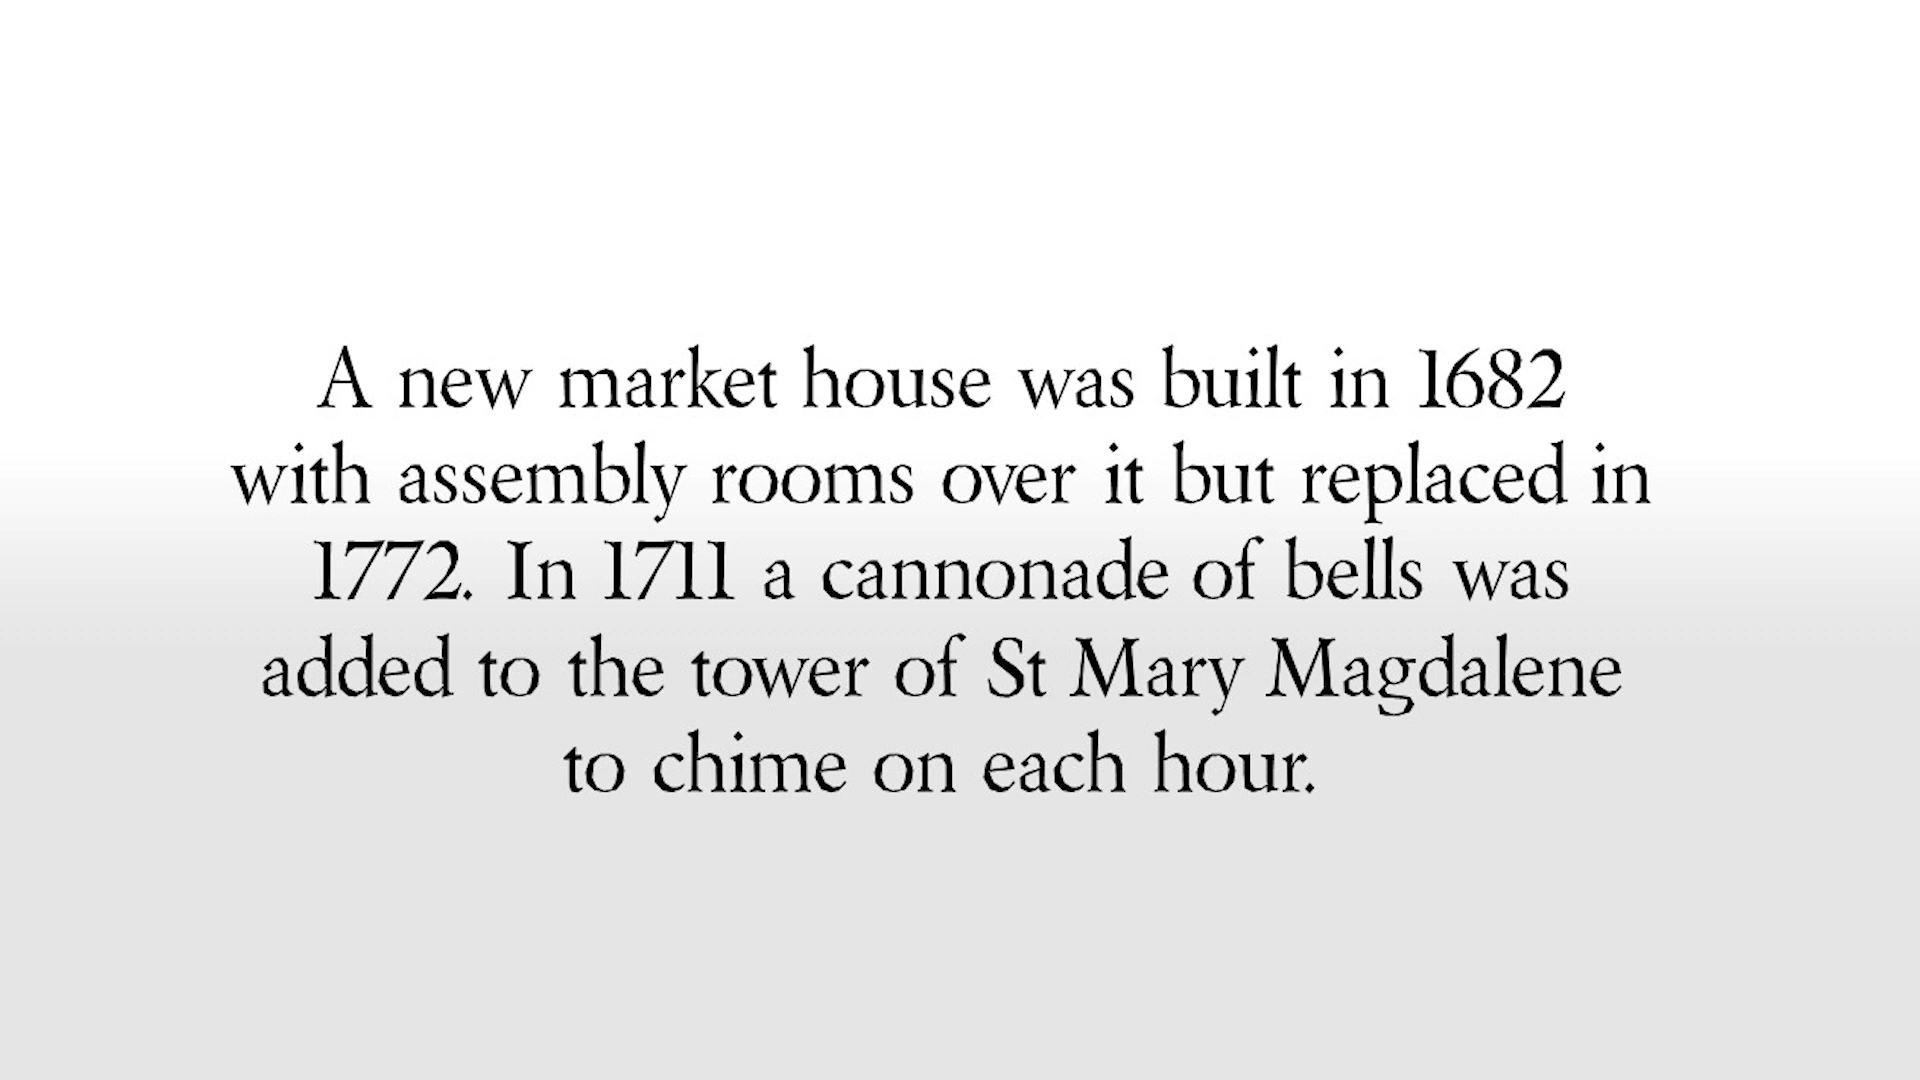 A new market house was built in 1682
with assembly rooms over it but replaced in
1772. In 1711 a cannonade of bells was
added to the tower of St Mary Magdalene
to chime on each hour.